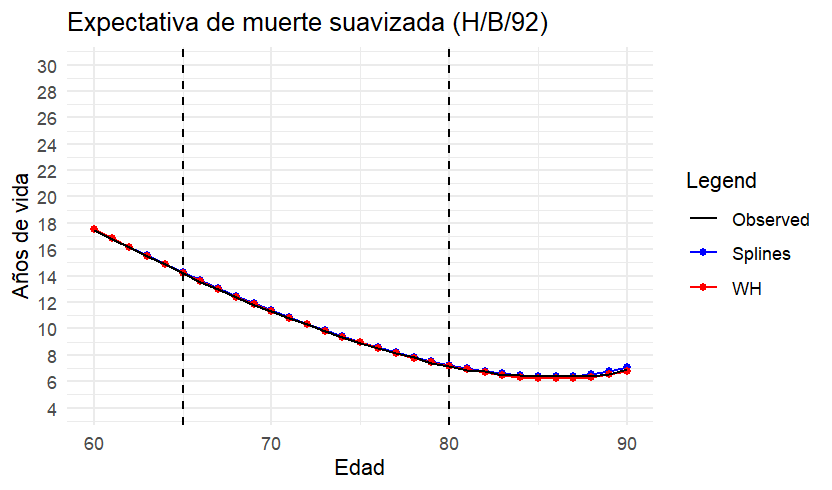 Expectativa de muerte suavizada (H/B/92)
Años de vida
30
28
26
24
22
20
18
16
14
12
10
8
6
4
60 70 80 90
Edad
Legend
Observed
Splines
WH